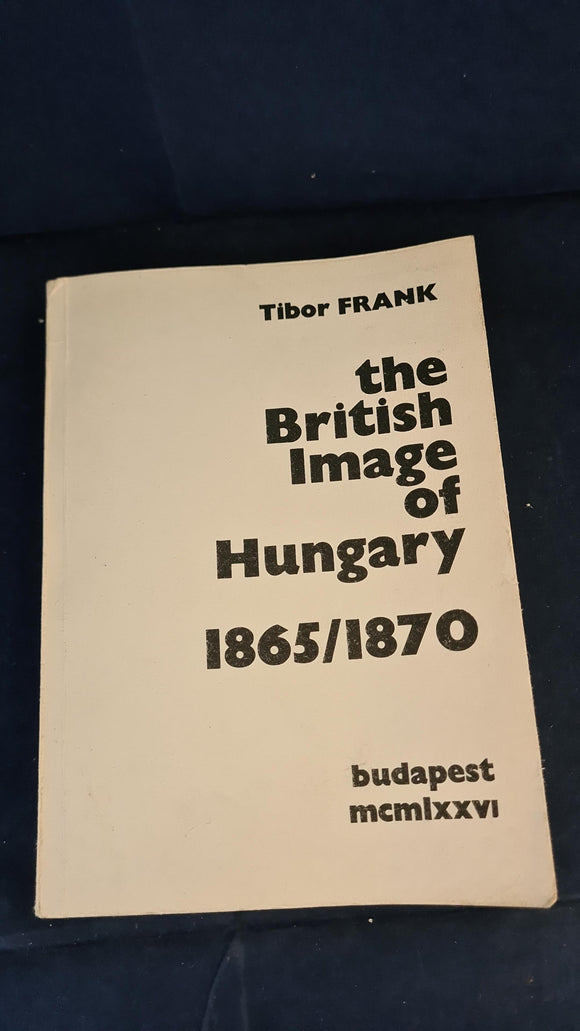 Tibor FRANK
the
British
Image
of
Hungary
1865/1870
budapest
mcmlxxvi